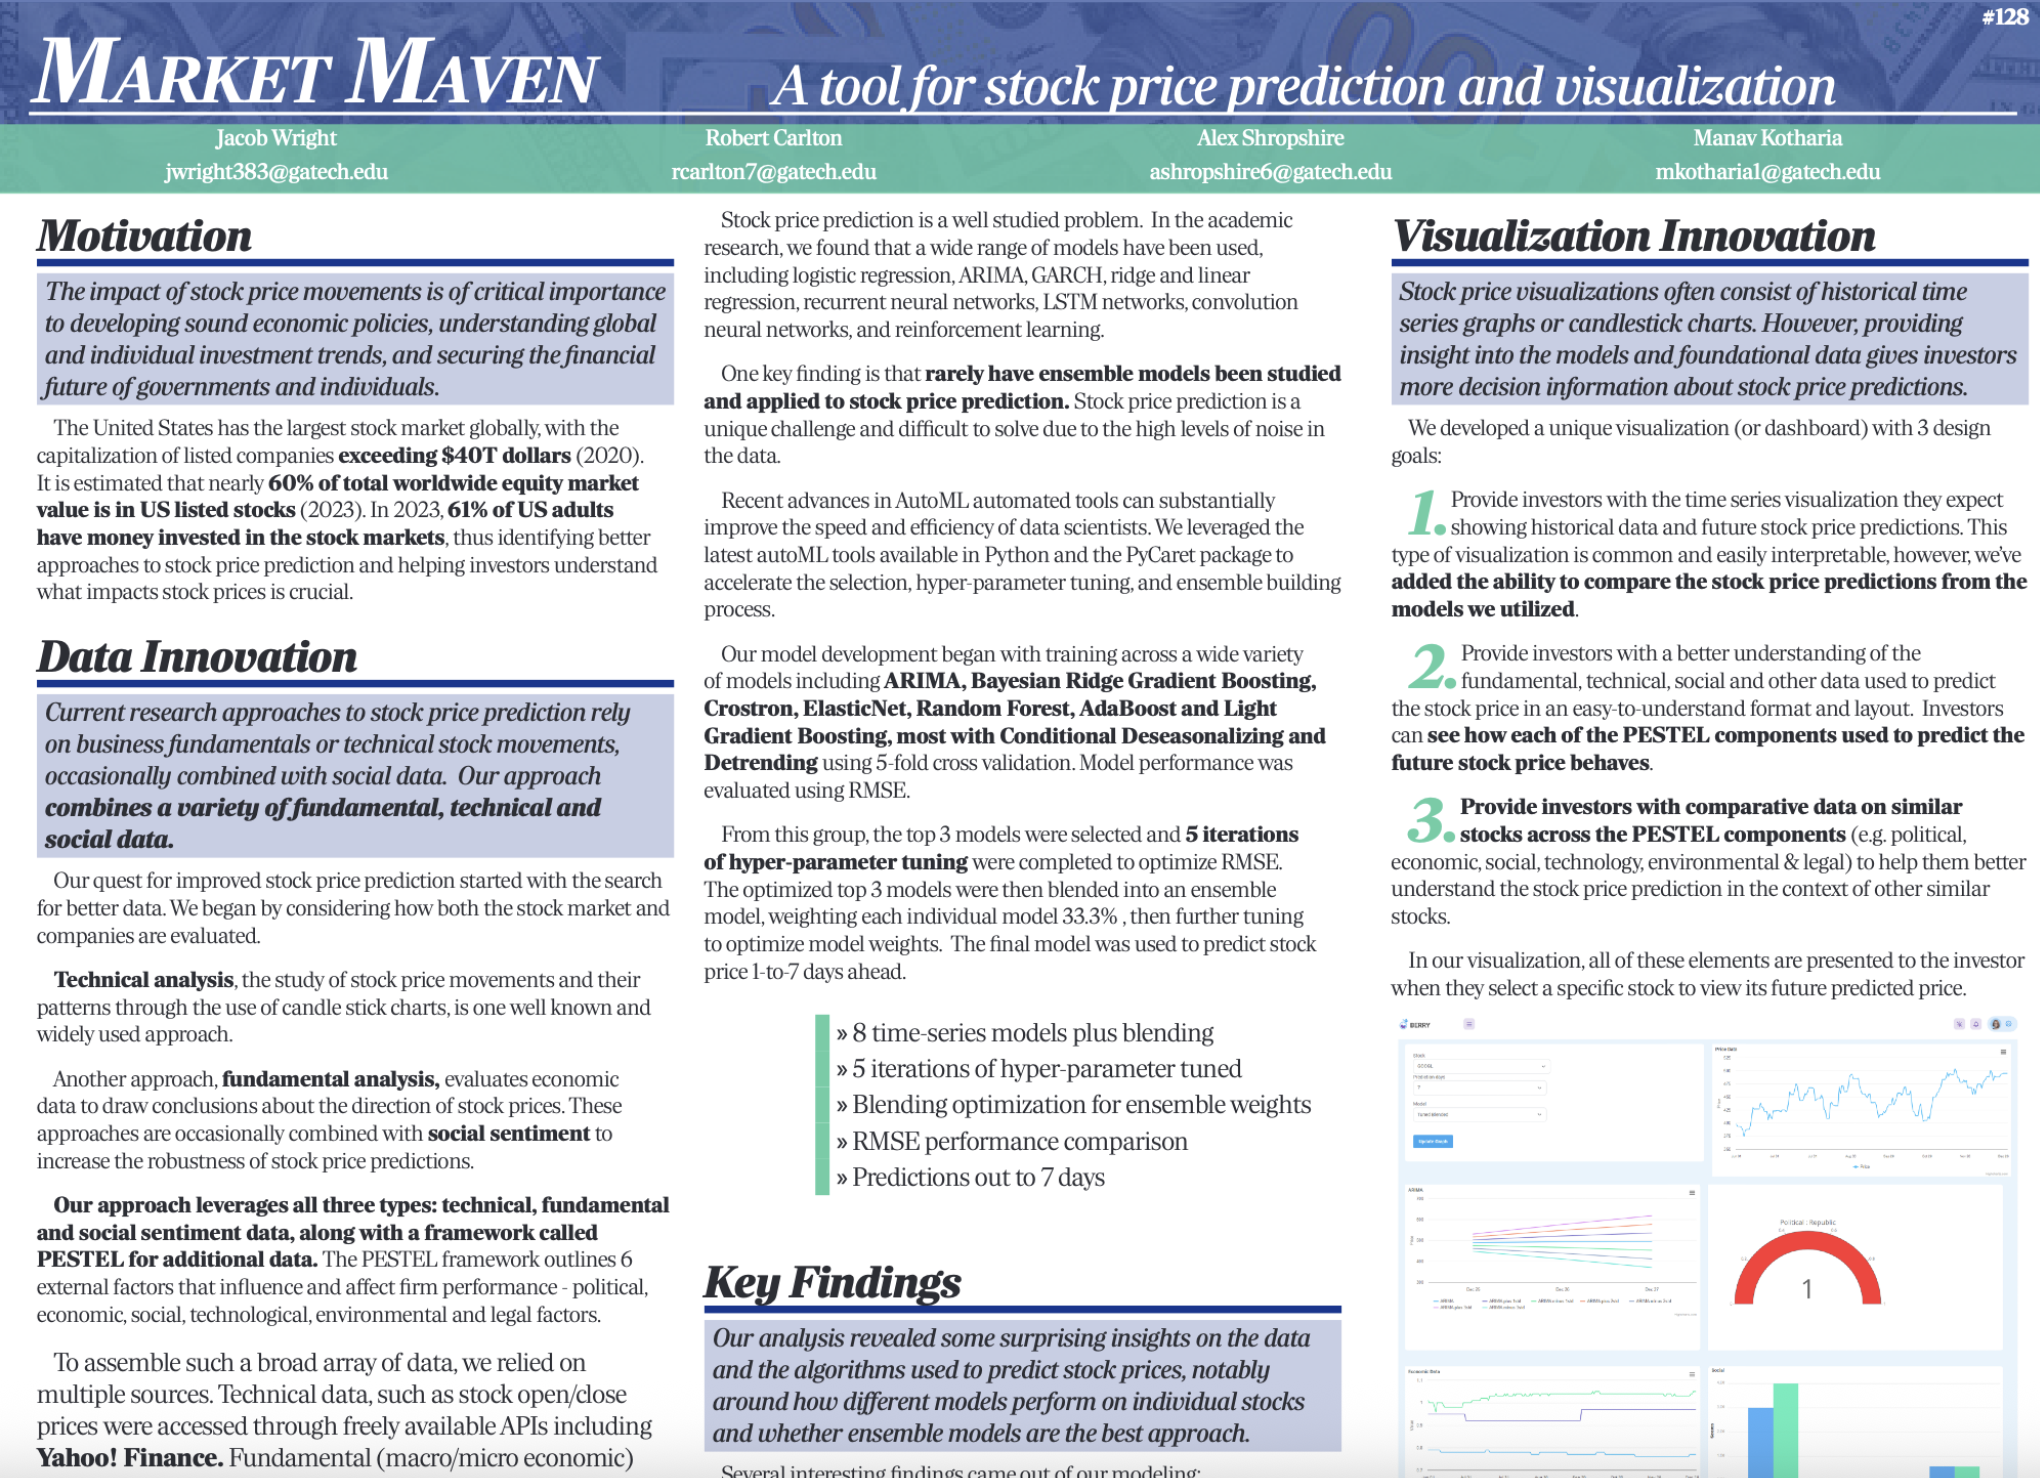 #128
MARKET MAVEN
A tool for stock price prediction and visualization
Jacob Wright
jwright383@gatech.edu
Robert Carlton
rcarlton7@gatech.edu
Alex Shropshire
ashropshire6@gatech.edu
Manav Kotharia
mkotharia1@gatech.edu
Motivation
The impact of stock price movements is of critical importance
to developing sound economic policies, understanding global
and individual investment trends, and securing the financial
future of governments and individuals.
The United States has the largest stock market globally, with the
capitalization of listed companies exceeding $40T dollars (2020).
It is estimated that nearly 60% of total worldwide equity market
value is in US listed stocks (2023). In 2023, 61% of US adults
have money invested in the stock markets, thus identifying better
approaches to stock price prediction and helping investors understand
what impacts stock prices is crucial.
Data Innovation
Current research approaches to stock price prediction rely
on business fundamentals or technical stock movements,
occasionally combined with social data. Our approach
combines a variety of fundamental, technical and
social data.
Our quest for improved stock price prediction started with the search
for better data. We began by considering how both the stock market and
companies are evaluated.
Technical analysis, the study of stock price movements and their
patterns through the use of candle stick charts, is one well known and
widely used approach.
Another approach, fundamental analysis, evaluates economic
data to draw conclusions about the direction of stock prices. These
approaches are occasionally combined with social sentiment to
increase the robustness of stock price predictions.
Our approach leverages all three types: technical, fundamental
and social sentiment data, along with a framework called
PESTEL for additional data. The PESTEL framework outlines 6
external factors that influence and affect firm performance - political,
economic, social, technological, environmental and legal factors.
To assemble such a broad array of data, we relied on
multiple sources. Technical data, such as stock open/close
prices were accessed through freely available APIs including
Yahoo! Finance. Fundamental (macro/micro economic)
Stock price prediction is a well studied problem. In the academic
research, we found that a wide range of models have been used,
including logistic regression, ARIMA, GARCH, ridge and linear
regression, recurrent neural networks, LSTM networks, convolution
neural networks, and reinforcement learning.
One key finding is that rarely have ensemble models been studied
and applied to stock price prediction. Stock price prediction is a
unique challenge and difficult to solve due to the high levels of noise in
the data.
Recent advances in AutoML automated tools can substantially
improve the speed and efficiency of data scientists. We leveraged the
latest autoML tools available in Python and the PyCaret package to
accelerate the selection, hyper-parameter tuning, and ensemble building
process.
Our model development began with training across a wide variety
of models including ARIMA, Bayesian Ridge Gradient Boosting,
Crostron, ElasticNet, Random Forest, AdaBoost and Light
Gradient Boosting, most with Conditional Deseasonalizing and
Detrending using 5-fold cross validation. Model performance was
evaluated using RMSE.
From this group, the top 3 models were selected and 5 iterations
of hyper-parameter tuning were completed to optimize RMSE.
The optimized top 3 models were then blended into an ensemble
model, weighting each individual model 33.3% , then further tuning
to optimize model weights. The final model was used to predict stock
price 1-to-7 days ahead.
» 8 time-series models plus blending
» 5 iterations of hyper-parameter tuned
» Blending optimization for ensemble weights
» RMSE performance comparison
» Predictions out to 7 days
Key Findings
Our analysis revealed some surprising insights on the data
and the algorithms used to predict stock prices, notably
around how different models perform on individual stocks
and whether ensemble models are the best approach.
Several interesting findings came out of our modeling:
Visualization Innovation
Stock price visualizations often consist of historical time
series graphs or candlestick charts. However, providing
insight into the models and foundational data gives investors
more decision information about stock price predictions.
We developed a unique visualization (or dashboard) with 3 design
goals:
1. Provide investors with the time series visualization they expect
showing historical data and future stock price predictions. This
type of visualization is common and easily interpretable, however, we've
added the ability to compare the stock price predictions from the
models we utilized.
2. Provide investors with a better understanding of the
fundamental, technical, social and other data used to predict
the stock price in an easy-to-understand format and layout. Investors
can see how each of the PESTEL components used to predict the
future stock price behaves.
3. Provide investors with comparative data on similar
stocks across the PESTEL components (e.g. political,
economic, social, technology, environmental & legal) to help them better
understand the stock price prediction in the context of other similar
stocks.
In our visualization, all of these elements are presented to the investor
when they select a specific stock to view its future predicted price.
BERRY
Stock
Model
Price
ARIMA
Political : Republic
1
Economic Data
Social